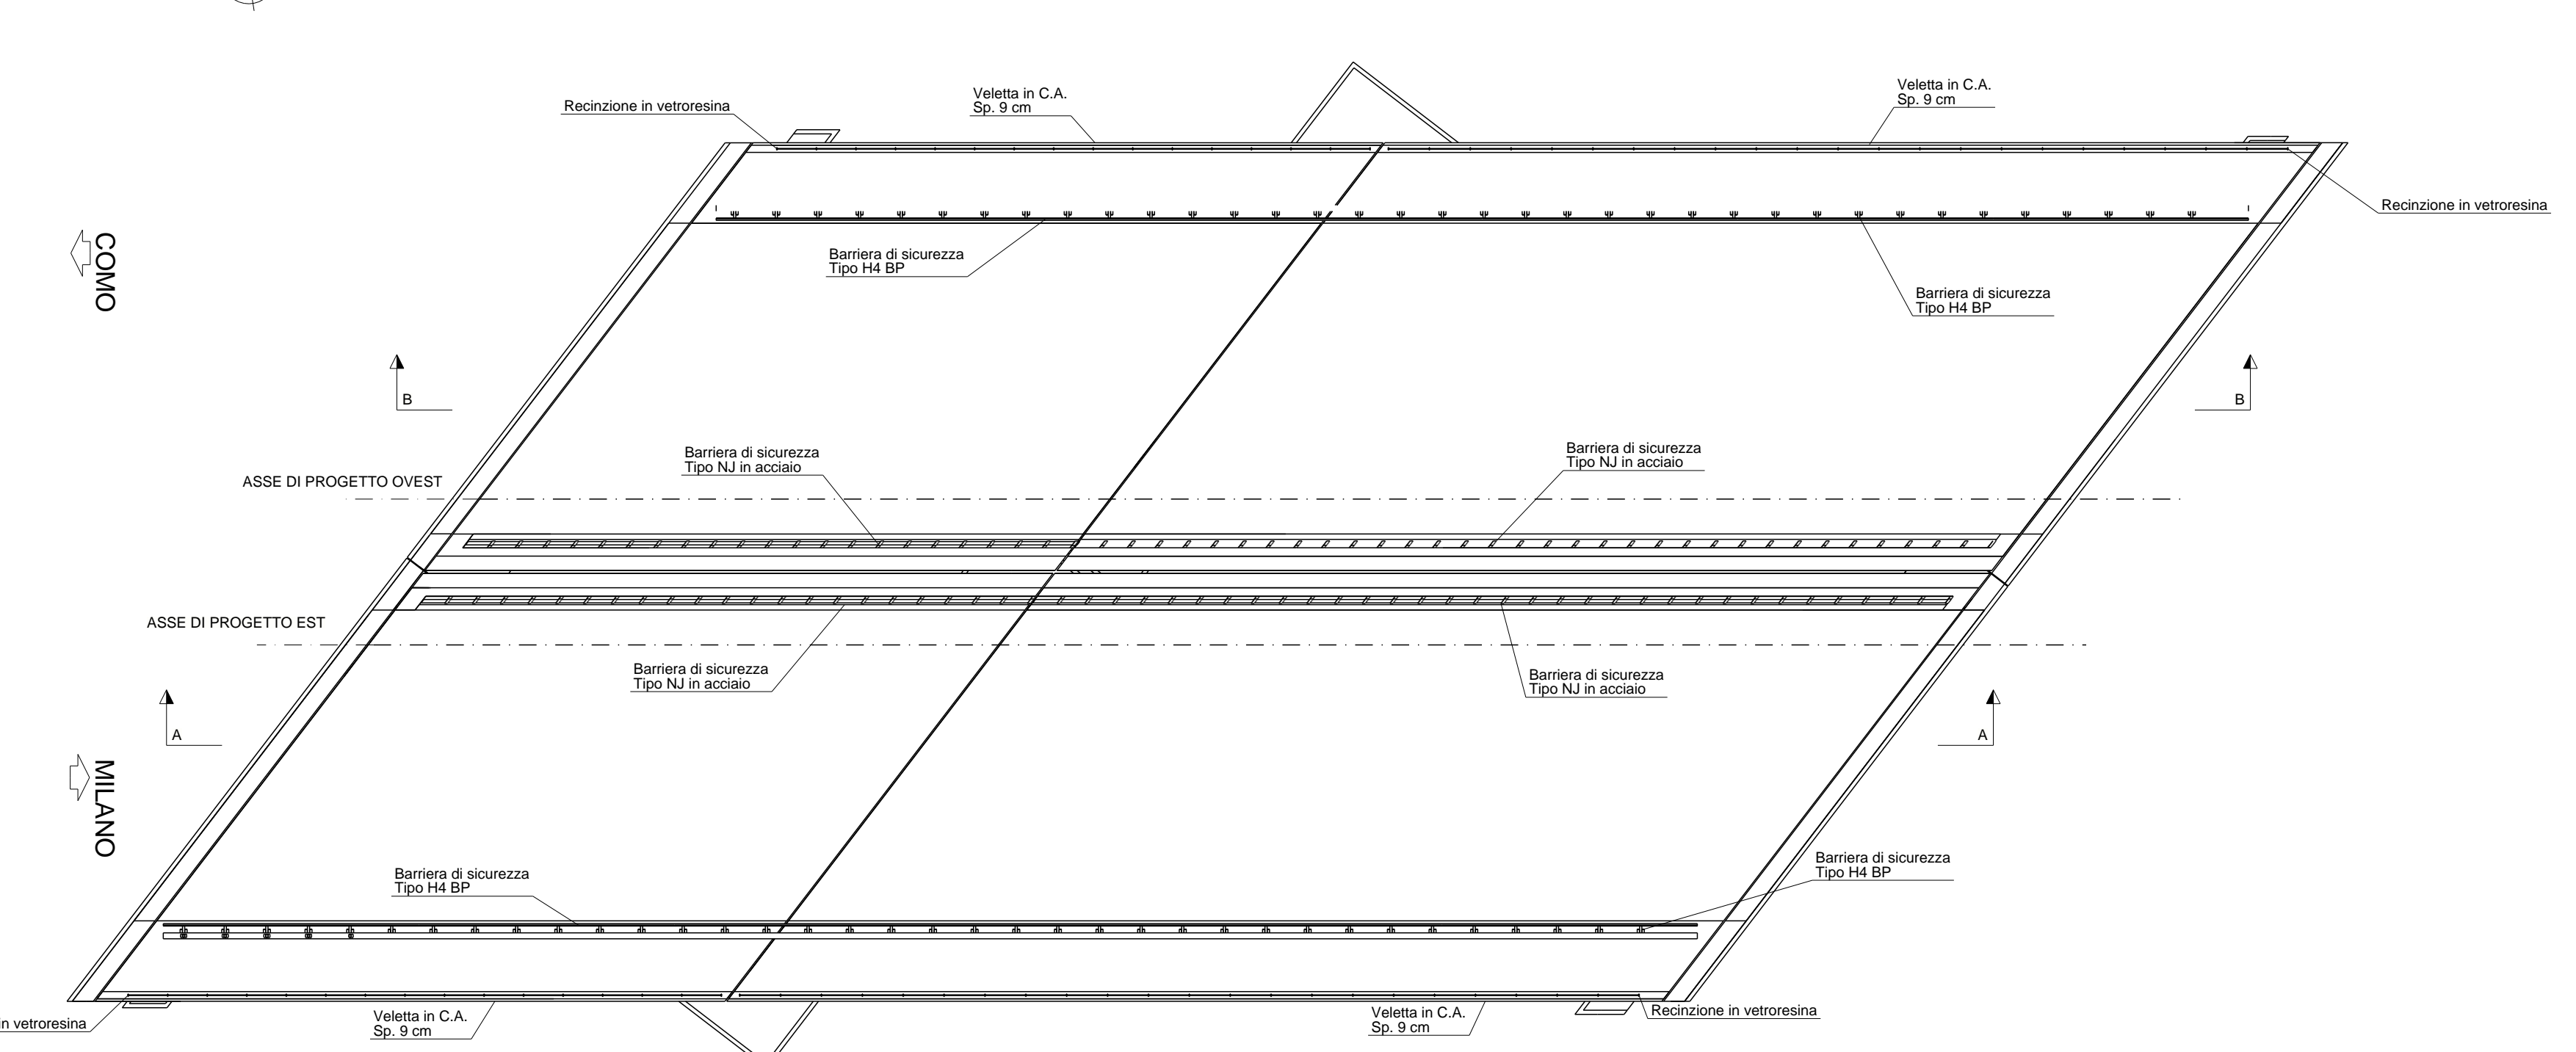 Veletta in C.A.
Sp. 9 cm
Veletta in C.A.
Sp. 9 cm
Recinzione in vetroresina
Recinzione in vetroresina
COMO
Barriera di sicurezza
Tipo H4 BP
Barriera di sicurezza
Tipo H4 BP
B
B
Barriera di sicurezza
Tipo NJ in acciaio
Barriera di sicurezza
Tipo NJ in acciaio
ASSE DI PROGETTO OVEST
ASSE DI PROGETTO EST
Barriera di sicurezza
Tipo NJ in acciaio
Barriera di sicurezza
Tipo NJ in acciaio
A
A
MILANO
Barriera di sicurezza
Tipo H4 BP
Barriera di sicurezza
Tipo H4 BP
in vetroresina
Veletta in C.A.
Sp. 9 cm
Veletta in C.A.
Sp. 9 cm
Recinzione in vetroresina